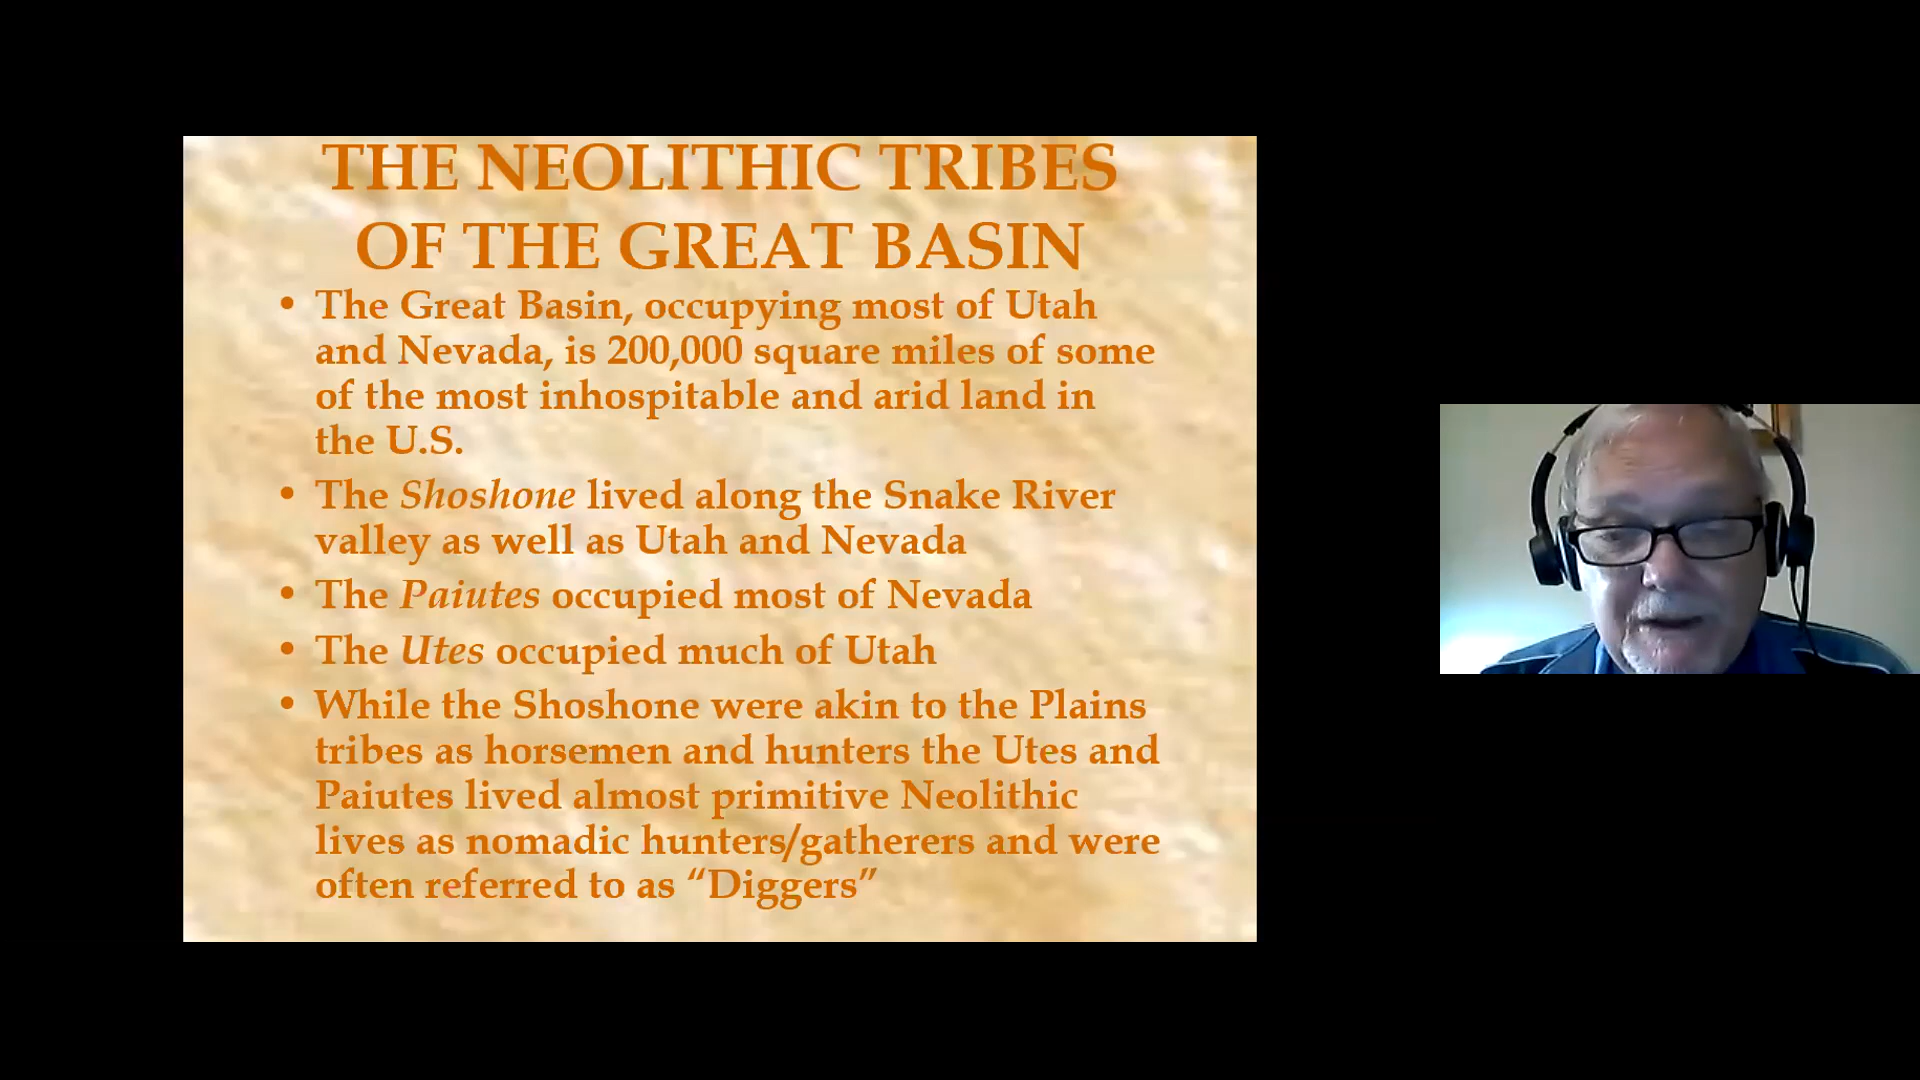 THE NEOLITHIC TRIBES
OF THE GREAT BASIN
• The Great Basin, occupying most of Utah
and Nevada, is 200,000 square miles of some
of the most inhospitable and arid land in
the U.S.
• The Shoshone lived along the Snake River
valley as well as Utah and Nevada
• The Paiutes occupied most of Nevada
• The Utes occupied much of Utah
• While the Shoshone were akin to the Plains
tribes as horsemen and hunters the Utes and
Paiutes lived almost primitive Neolithic
lives as nomadic hunters/gatherers and were
often referred to as “Diggers”